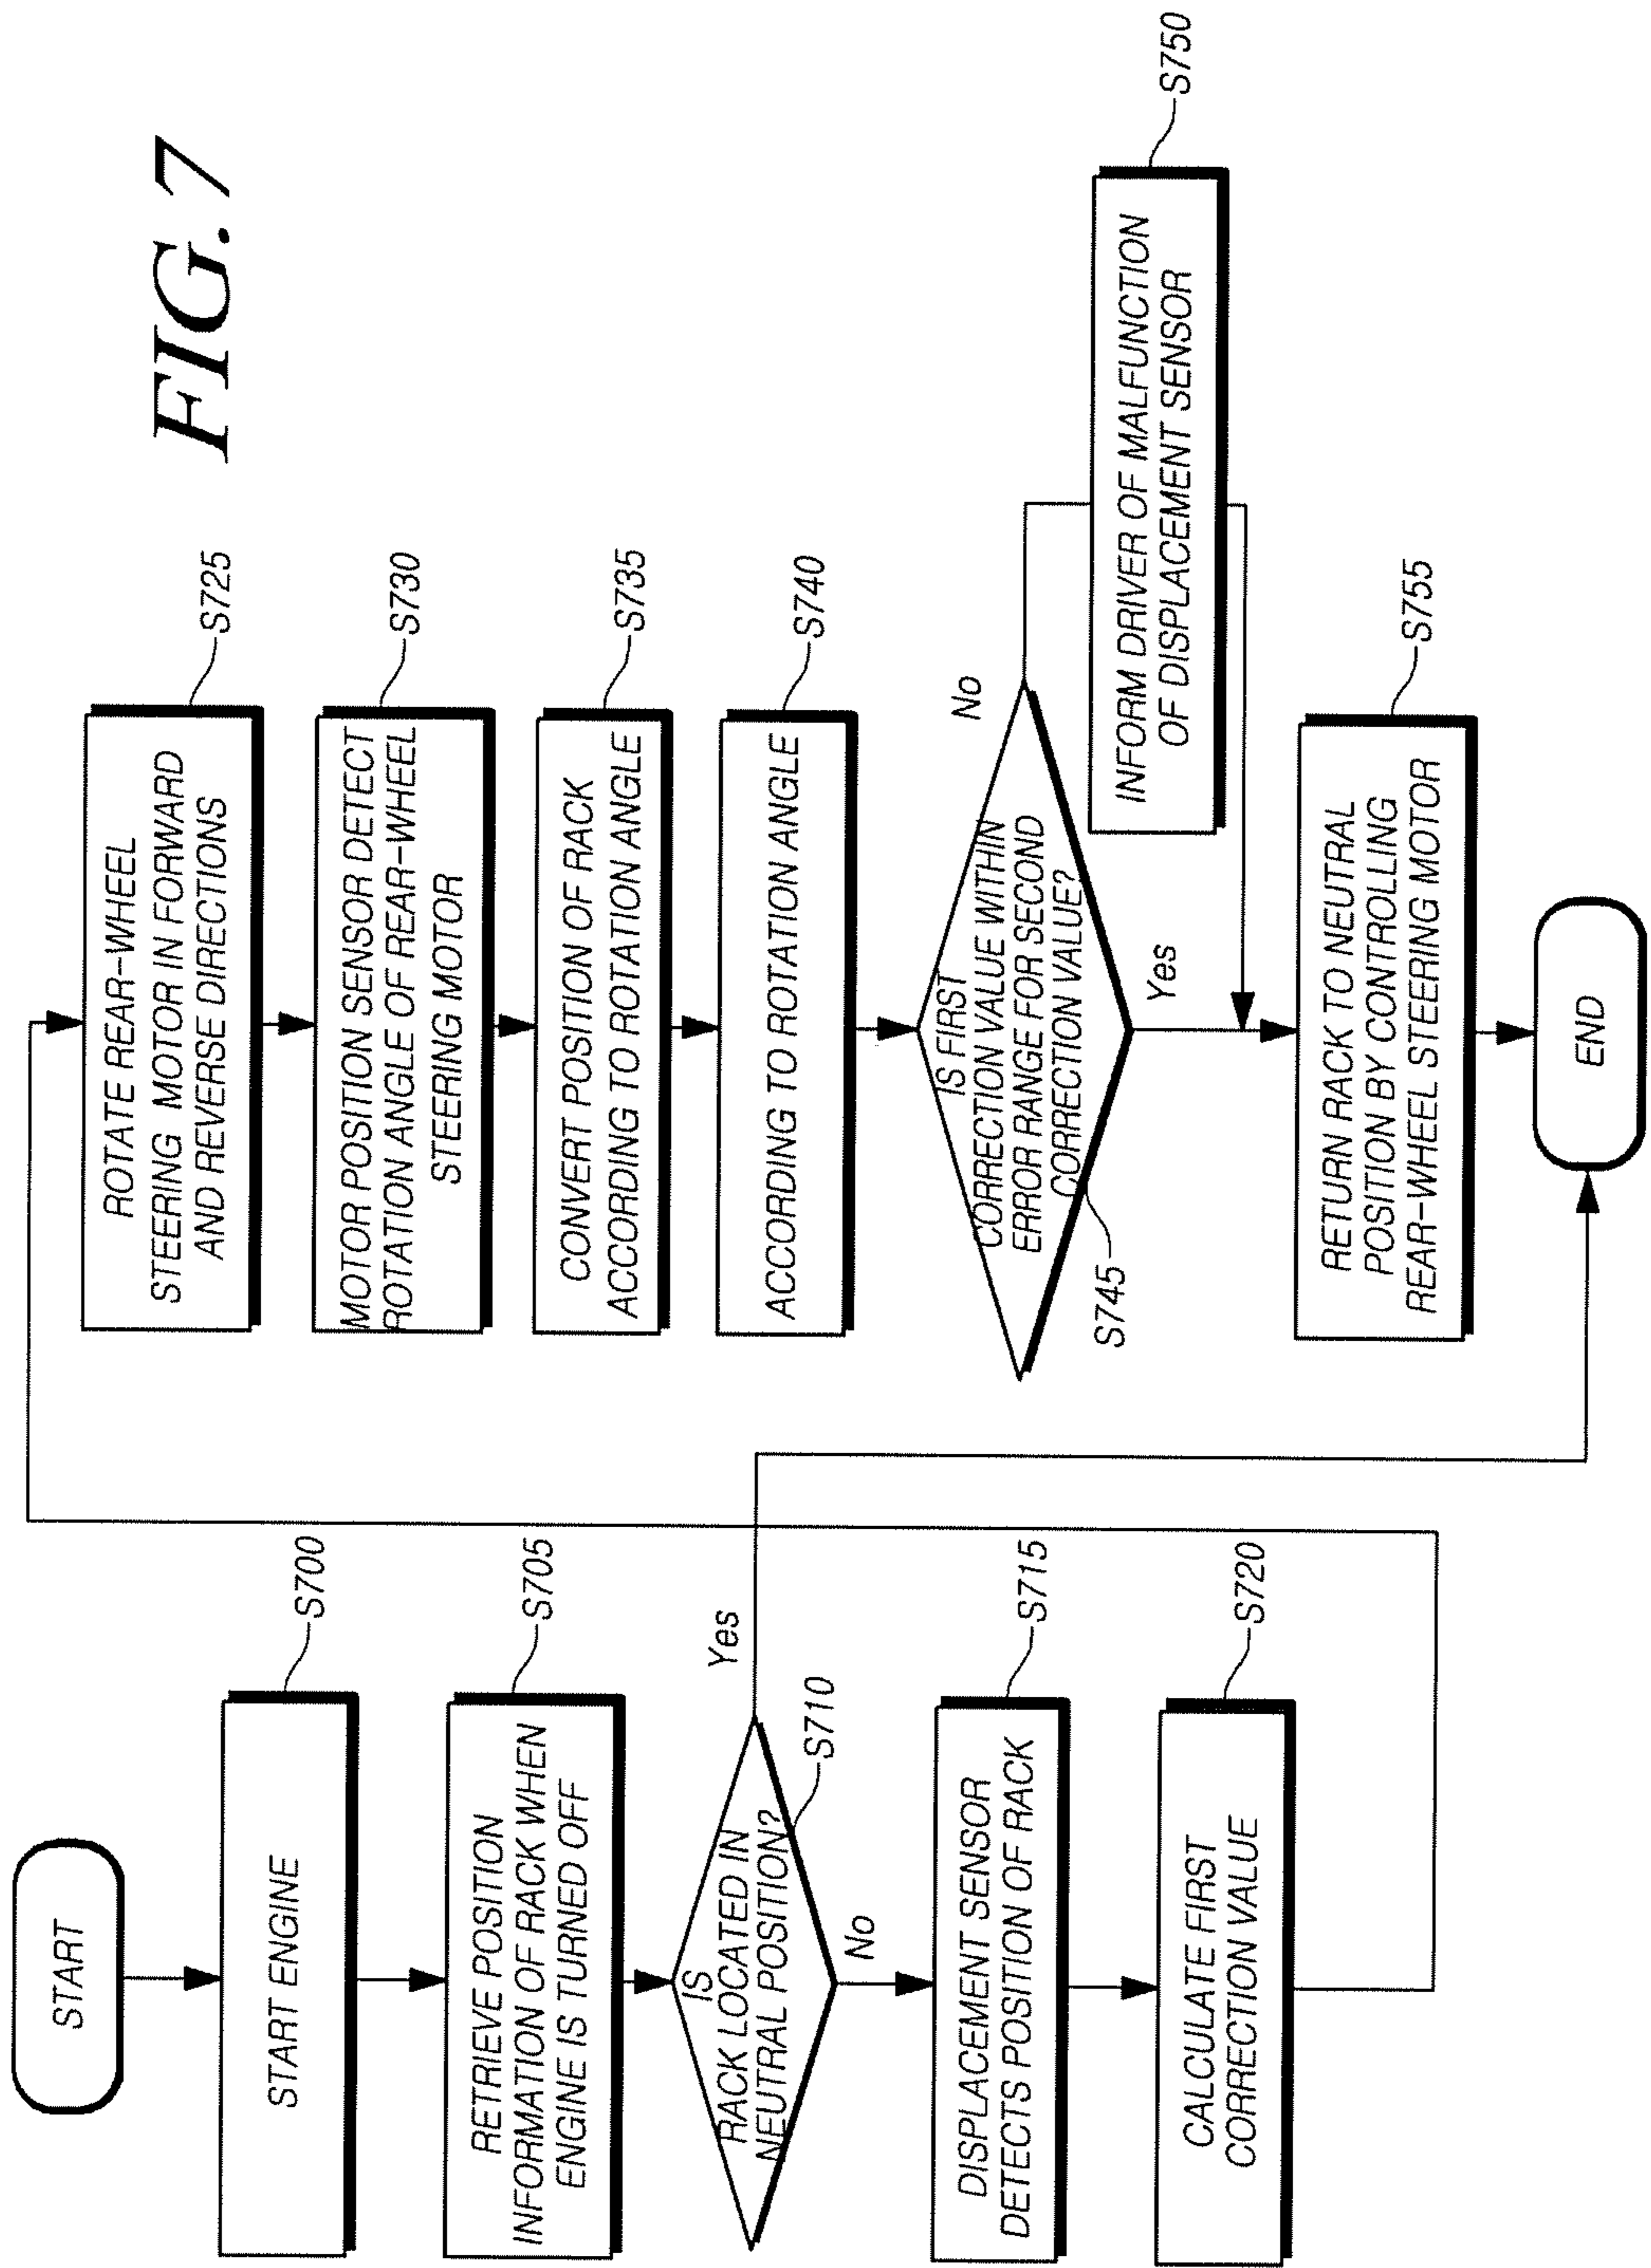 FIG. 7
START
START ENGINE
S700
RETRIEVE POSITION
INFORMATION OF RACK WHEN
ENGINE IS TURNED OFF
S705
IS
RACK LOCATED IN
NEUTRAL POSITION?
S710
Yes
No
DISPLACEMENT SENSOR
DETECTS POSITION OF RACK
S715
CALCULATE FIRST
CORRECTION VALUE
S720
ROTATE REAR-WHEEL
STEERING MOTOR IN FORWARD
AND REVERSE DIRECTIONS
S725
MOTOR POSITION SENSOR DETECT
ROTATION ANGLE OF REAR-WHEEL
STEERING MOTOR
S730
CONVERT POSITION OF RACK
ACCORDING TO ROTATION ANGLE
S735
ACCORDING TO ROTATION ANGLE
S740
IS FIRST
CORRECTION VALUE WITHIN
ERROR RANGE FOR SECOND
CORRECTION VALUE?
S745
No
Yes
INFORM DRIVER OF MALFUNCTION
OF DISPLACEMENT SENSOR
S750
RETURN RACK TO NEUTRAL
POSITION BY CONTROLLING
REAR-WHEEL STEERING MOTOR
S755
END